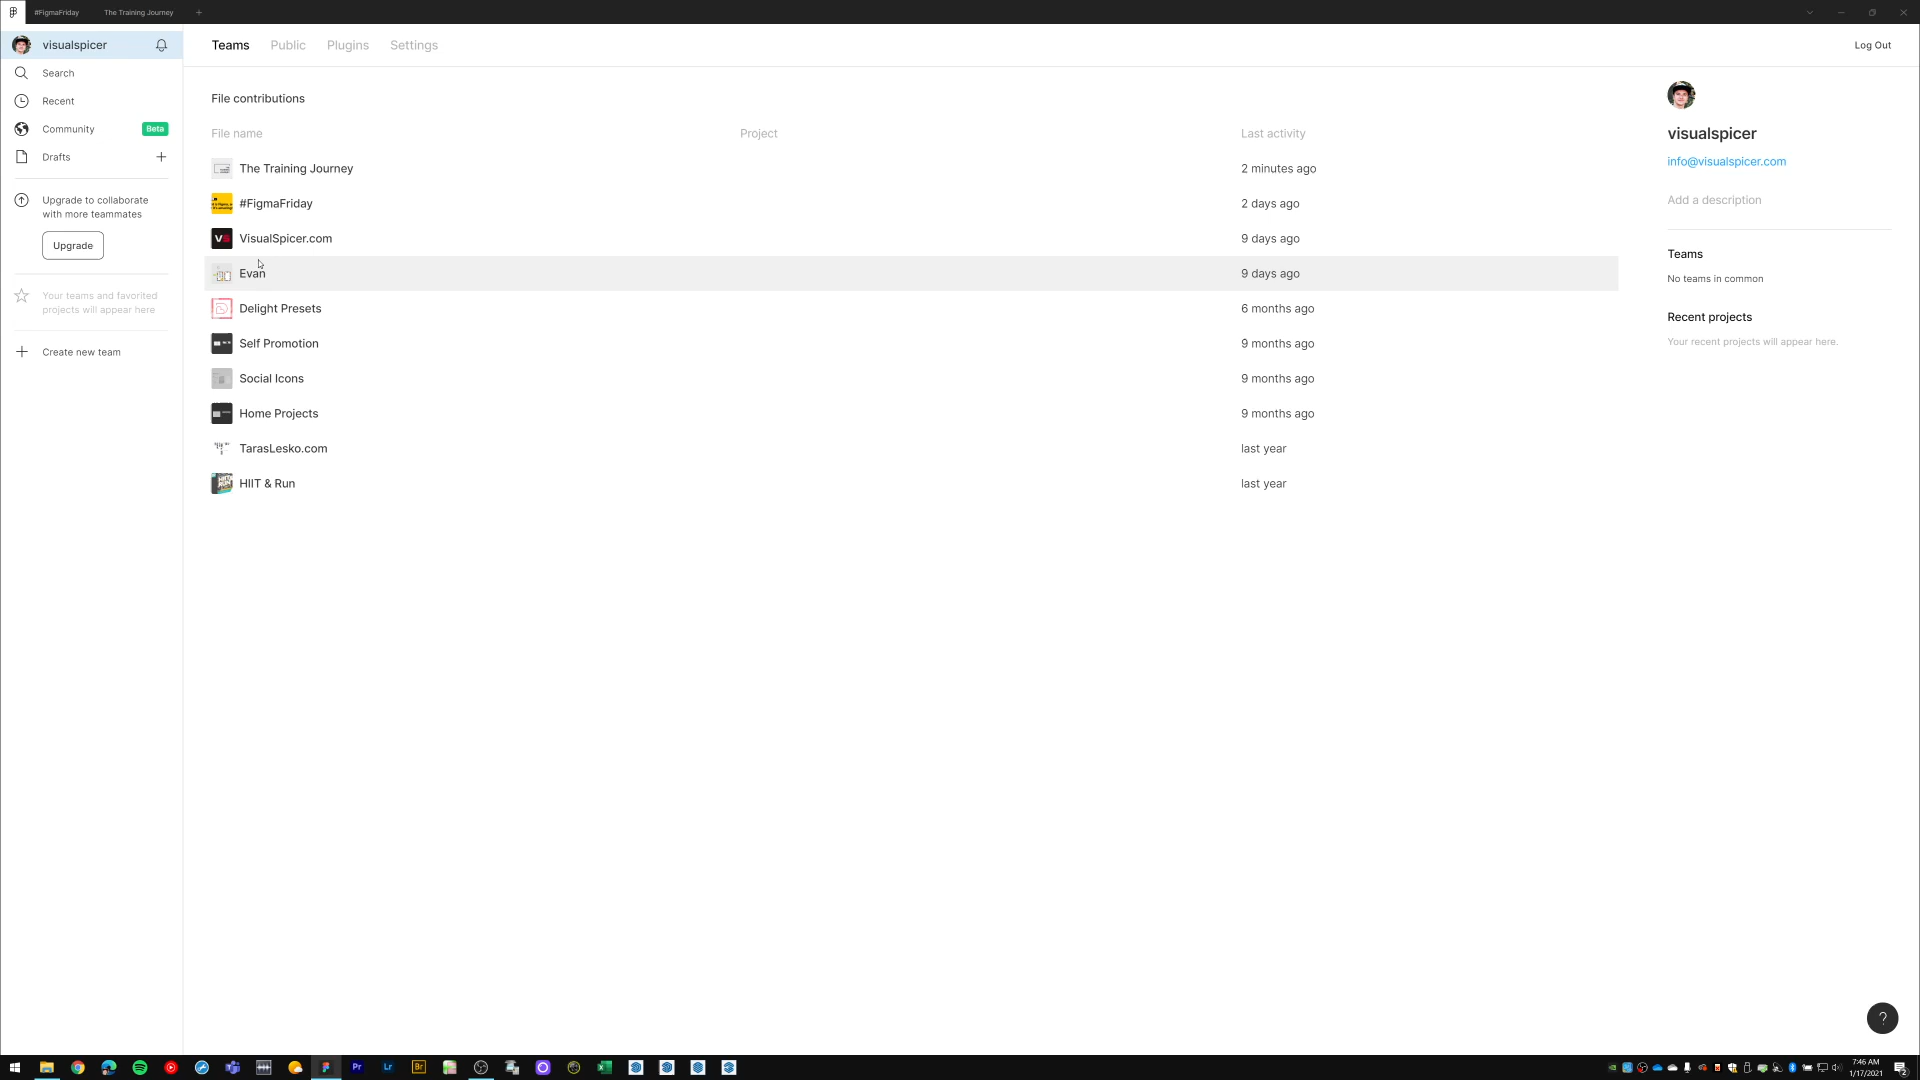 #FigmaFriday
The Training Journey
visualspicer
Search
Recent
Community
Beta
Drafts
Upgrade to collaborate
with more teammates
Upgrade
Your teams and favorited
projects will appear here
Create new team
Teams
Public
Plugins
Settings
Log Out
File contributions
File name
Project
Last activity
The Training Journey
2 minutes ago
#FigmaFriday
2 days ago
VisualSpicer.com
9 days ago
Evan
9 days ago
Delight Presets
6 months ago
Self Promotion
9 months ago
Social Icons
9 months ago
Home Projects
9 months ago
TarasLesko.com
last year
HIIT & Run
last year
visualspicer
info@visualspicer.com
Add a description
Teams
No teams in common
Recent projects
Your recent projects will appear here.
?
Pr
Lr
Br
7:46 AM
1/17/2021
2